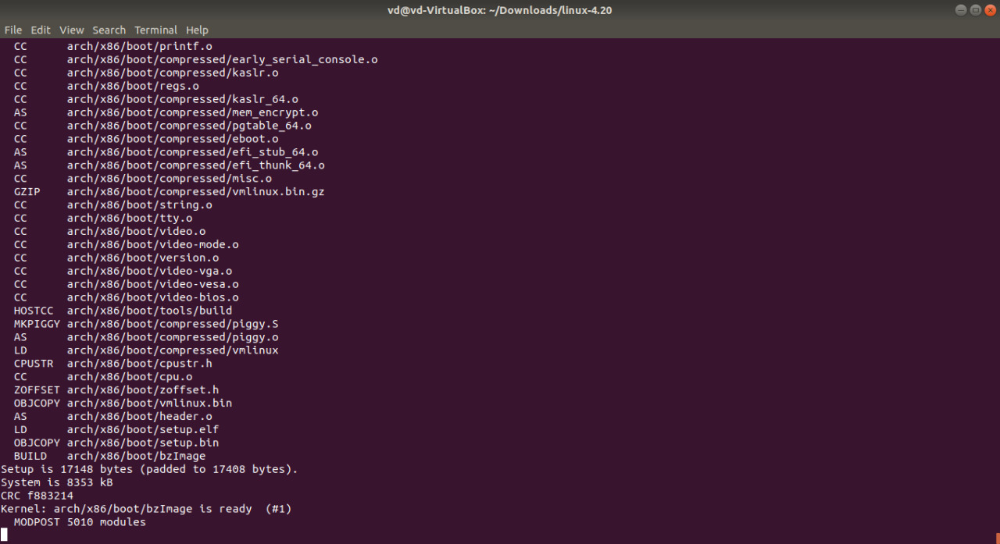 vd@vd-VirtualBox: ~/Downloads/linux-4.20
File Edit View Search Terminal Help
CC arch/x86/boot/printf.o
CC arch/x86/boot/compressed/early_serial_console.o
CC arch/x86/boot/compressed/kaslr.o
CC arch/x86/boot/regs.o
CC arch/x86/boot/compressed/kaslr_64.o
AS arch/x86/boot/compressed/mem_encrypt.o
CC arch/x86/boot/compressed/pgtable_64.o
CC arch/x86/boot/compressed/eboot.o
AS arch/x86/boot/compressed/efi_stub_64.o
AS arch/x86/boot/compressed/efi_thunk_64.o
CC arch/x86/boot/compressed/misc.o
GZIP arch/x86/boot/compressed/vmlinux.bin.gz
CC arch/x86/boot/string.o
CC arch/x86/boot/tty.o
CC arch/x86/boot/video.o
CC arch/x86/boot/video-mode.o
CC arch/x86/boot/version.o
CC arch/x86/boot/video-vga.o
CC arch/x86/boot/video-vesa.o
CC arch/x86/boot/video-bios.o
HOSTCC arch/x86/boot/tools/build
MKPIGGY arch/x86/boot/compressed/piggy.S
AS arch/x86/boot/compressed/piggy.o
LD arch/x86/boot/compressed/vmlinux
CPUSTR arch/x86/boot/cpustr.h
CC arch/x86/boot/cpu.o
ZOFFSET arch/x86/boot/zoffset.h
OBJCOPY arch/x86/boot/vmlinux.bin
AS arch/x86/boot/header.o
LD arch/x86/boot/setup.elf
OBJCOPY arch/x86/boot/setup.bin
BUILD arch/x86/boot/bzImage
Setup is 17148 bytes (padded to 17408 bytes).
System is 8353 kB
CRC f883214
Kernel: arch/x86/boot/bzImage is ready (#1)
MODPOST 5010 modules